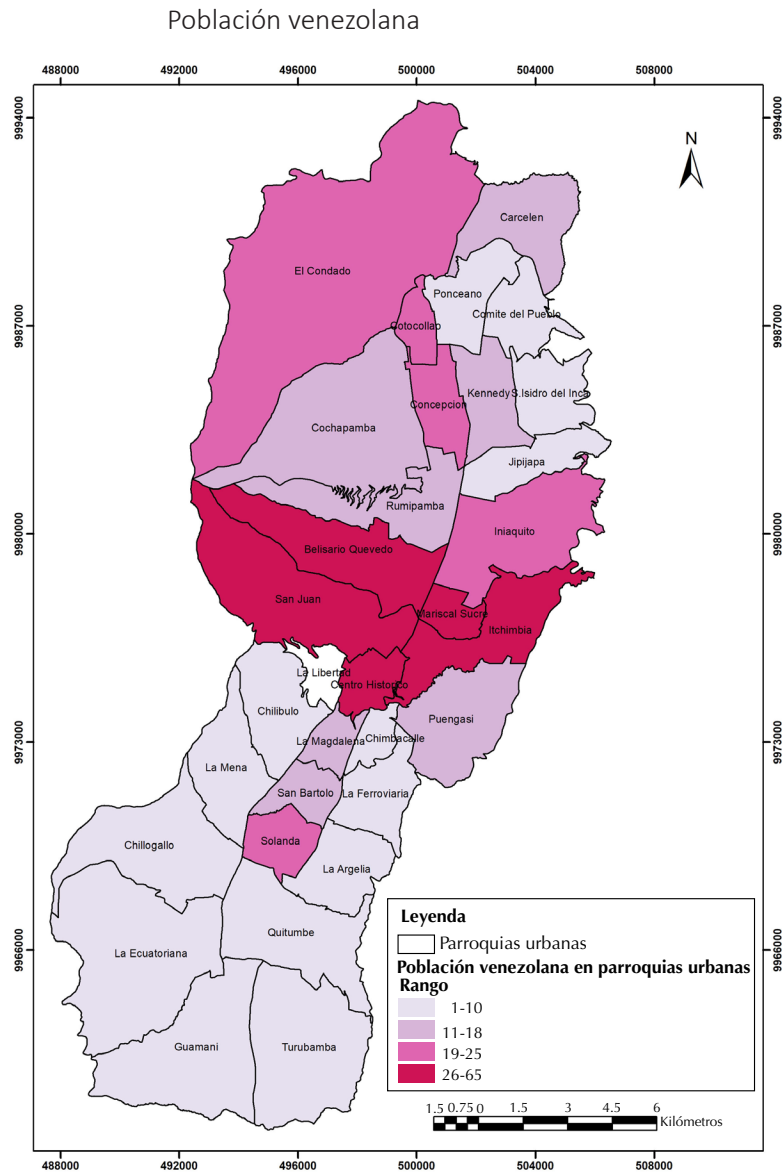 Población venezolana
488000 492000 496000 500000 504000 508000
9994000
9994000
N
Carcelen
El Condado
Ponceano
Comite del Pueblo
9987000
Cotocollao
9987000
Kennedy
S.Isidro del Inca
Concepcion
Cochapamba
Jipijapa
Rumipamba
Iniaquito
9980000
9980000
Belisario Quevedo
San Juan
Mariscal Sucre
Itchimbia
La Libertad
Centro Historico
Chilibulo
Puengasi
La Magdalena
Chimbacalle
9973000
9973000
La Mena
San Bartolo
La Ferroviaria
Solanda
Chillogallo
La Argelia
Quitumbe
La Ecuatoriana
9966000
9966000
Guamani
Turubamba
Leyenda
Parroquias urbanas
Población venezolana en parroquias urbanas
Rango
1-10
11-18
19-25
26-65
1.5 0.75 0 1.5 3 4.5 6
Kilómetros
488000 492000 496000 500000 504000 508000